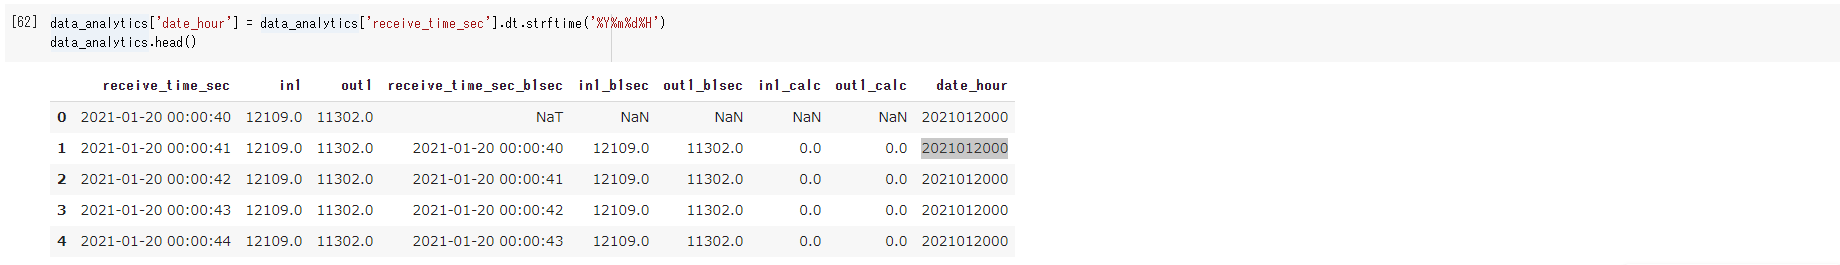 [62] data_analytics['date_hour'] = data_analytics['receive_time_sec'].dt.strftime('%Y%m%d%H')
data_analytics.head()
receive_time_sec in1 out1 receive_time_sec_b1sec in1_b1sec out1_b1sec in1_calc out1_calc date_hour
0 2021-01-20 00:00:40 12109.0 11302.0 NaT NaN NaN NaN NaN 2021012000
1 2021-01-20 00:00:41 12109.0 11302.0 2021-01-20 00:00:40 12109.0 11302.0 0.0 0.0 2021012000
2 2021-01-20 00:00:42 12109.0 11302.0 2021-01-20 00:00:41 12109.0 11302.0 0.0 0.0 2021012000
3 2021-01-20 00:00:43 12109.0 11302.0 2021-01-20 00:00:42 12109.0 11302.0 0.0 0.0 2021012000
4 2021-01-20 00:00:44 12109.0 11302.0 2021-01-20 00:00:43 12109.0 11302.0 0.0 0.0 2021012000